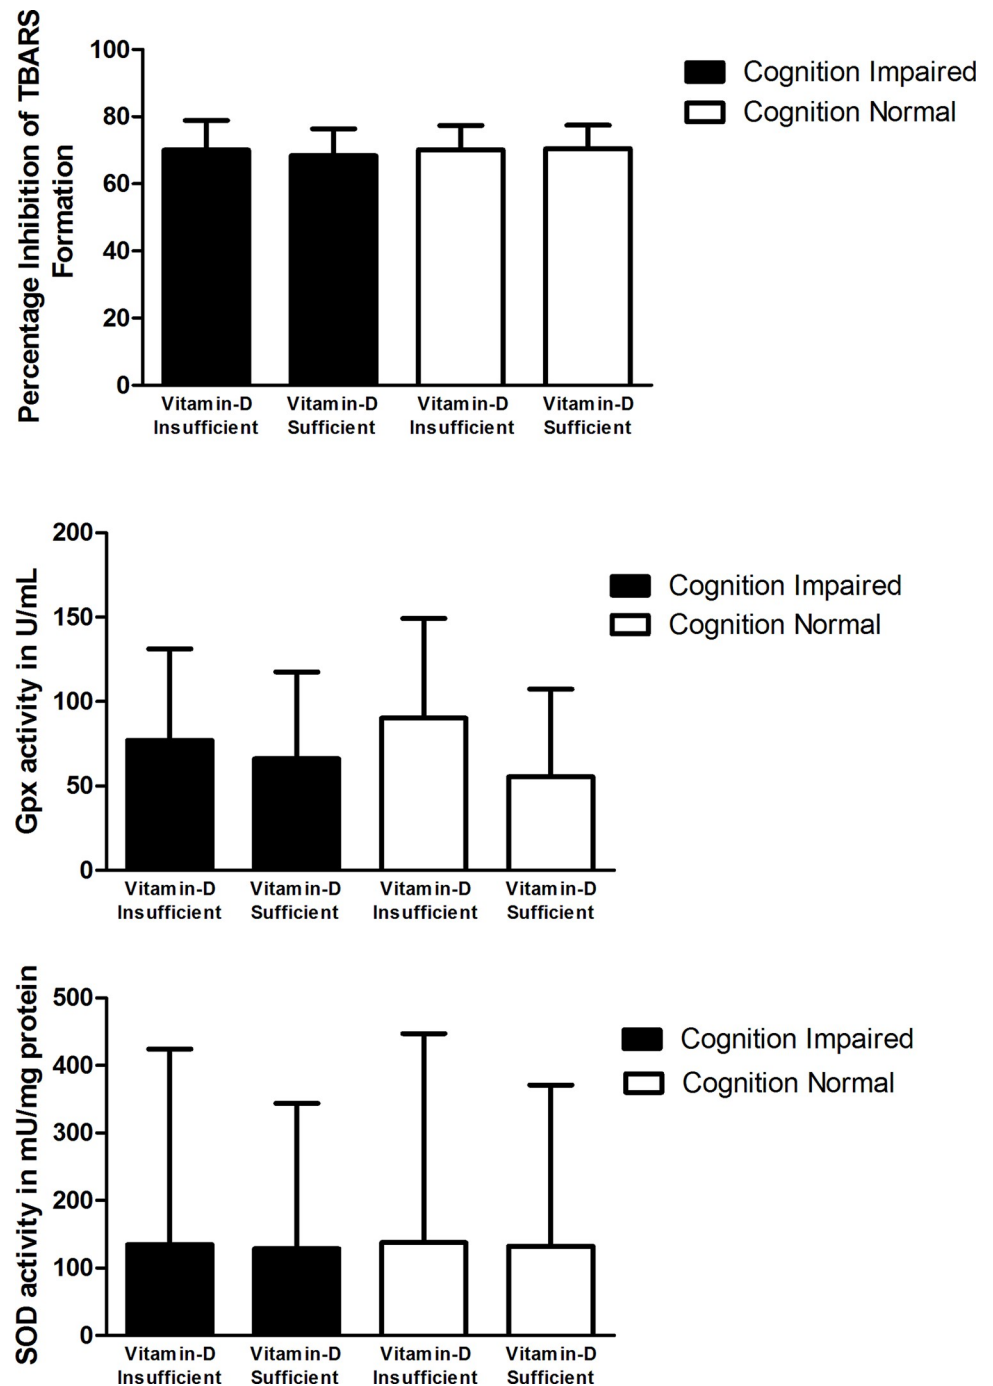 Percentage Inhibition of TBARS
Formation
100
80
60
40
20
0
Cognition Impaired
Cognition Normal
Vitamin-D Vitamin-D Vitamin-D Vitamin-D
Insufficient Sufficient Insufficient Sufficient
Gpx activity in U/mL
200
150
100
50
0
Cognition Impaired
Cognition Normal
Vitamin-D Vitamin-D Vitamin-D Vitamin-D
Insufficient Sufficient Insufficient Sufficient
SOD activity in mU/mg protein
500
400
300
200
100
0
Cognition Impaired
Cognition Normal
Vitamin-D Vitamin-D Vitamin-D Vitamin-D
Insufficient Sufficient Insufficient Sufficient